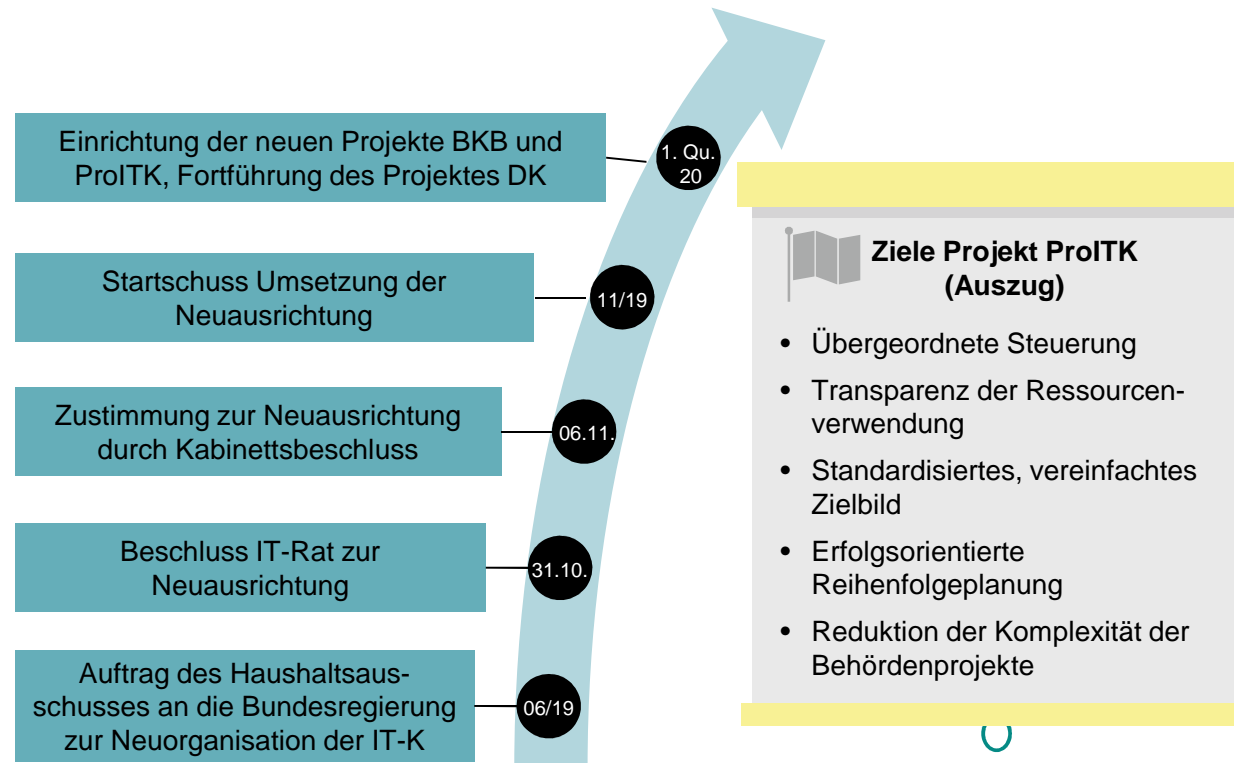 Einrichtung der neuen Projekte BKB und
ProITK, Fortführung des Projektes DK
1. Qu.
20
Startschuss Umsetzung der
Neuausrichtung
11/19
Zustimmung zur Neuausrichtung
durch Kabinettsbeschluss
06.11.
Beschluss IT-Rat zur
Neuausrichtung
31.10.
Auftrag des Haushaltsaus-
schusses an die Bundesregierung
zur Neuorganisation der IT-K
06/19
Ziele Projekt ProITK
(Auszug)
• Übergeordnete Steuerung
• Transparenz der Ressourcen-
verwendung
• Standardisiertes, vereinfachtes
Zielbild
• Erfolgsorientierte
Reihenfolgeplanung
• Reduktion der Komplexität der
Behördenprojekte